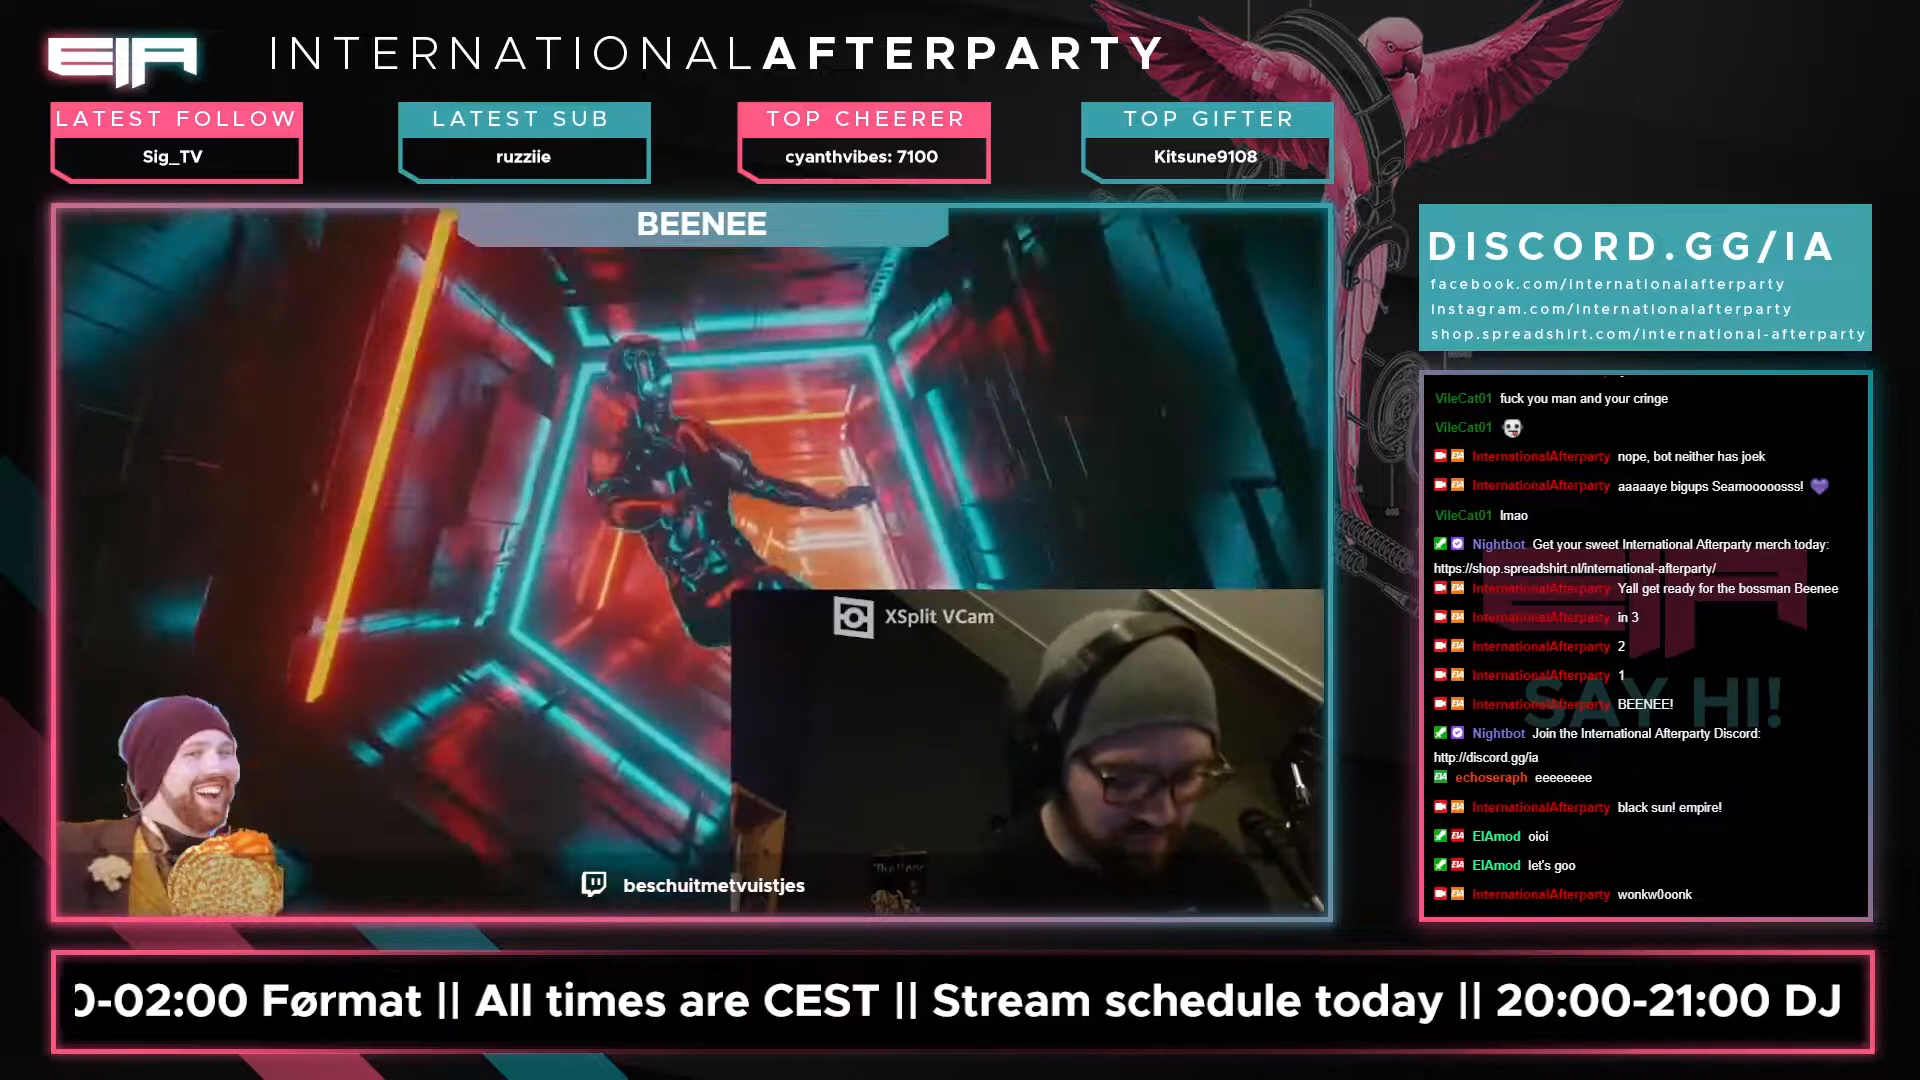 EIA
INTERNATIONALAFTERPARTY
LATEST FOLLOW
Sig_TV
LATEST SUB
ruzziie
TOP CHEERER
cyanthvibes: 7100
TOP GIFTER
Kitsune9108
BEENEE
XSplit VCam
beschuitmetvuistjes
DISCORD.GG/IA
facebook.com/internationalafterparty
instagram.com/internationalafterparty
shop.spreadshirt.com/international-afterparty
VileCat01 fuck you man and your cringe
VileCat01
InternationalAfterparty nope, bot neither has joek
InternationalAfterparty aaaaaye bigups Seamooooosss!
VileCat01 lmao
Nightbot Get your sweet International Afterparty merch today:
https://shop.spreadshirt.nl/international-afterparty/
InternationalAfterparty Yall get ready for the bossman Beenee
InternationalAfterparty in 3
InternationalAfterparty 2
InternationalAfterparty 1
InternationalAfterparty BEENEE!
SAY HI!
Nightbot Join the International Afterparty Discord:
http://discord.gg/ia
echoseraph eeeeeeee
InternationalAfterparty black sun! empire!
EIAmod oioi
EIAmod let's goo
InternationalAfterparty wonkw0onk
0-02:00 Førmat || All times are CEST || Stream schedule today || 20:00-21:00 DJ